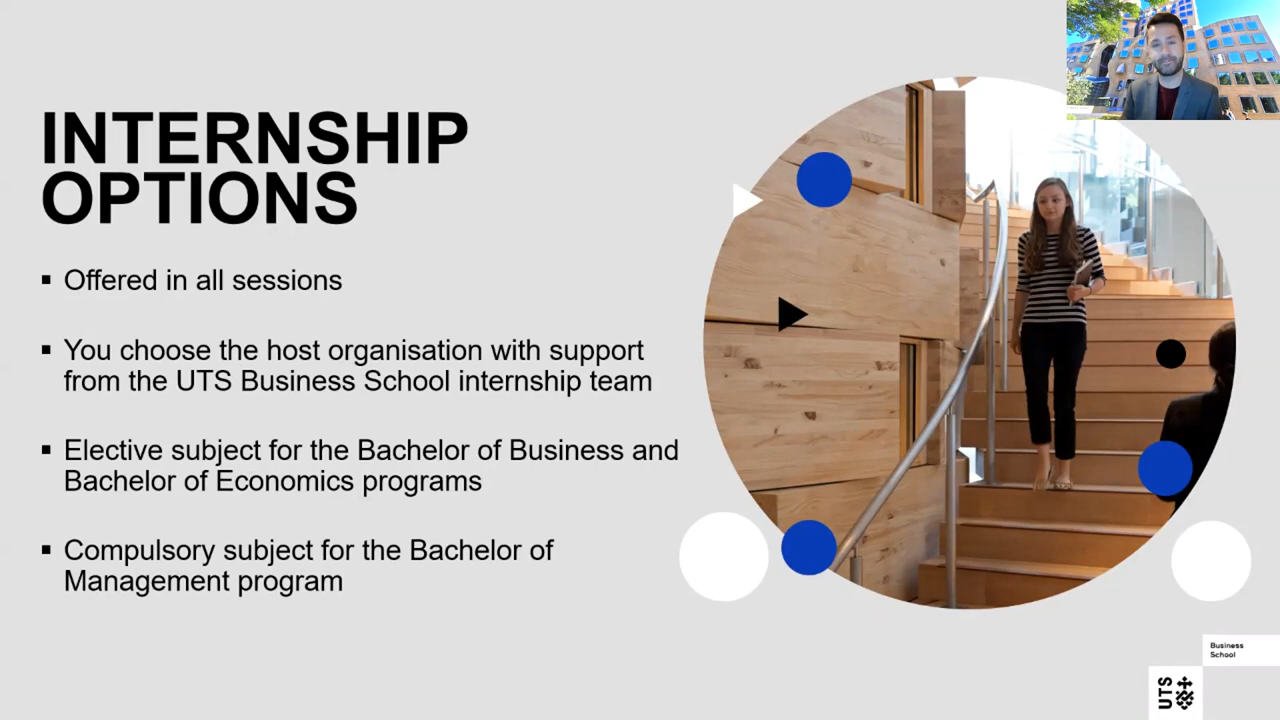 INTERNSHIP
OPTIONS
▪ Offered in all sessions
▪ You choose the host organisation with support
from the UTS Business School internship team
▪ Elective subject for the Bachelor of Business and
Bachelor of Economics programs
▪ Compulsory subject for the Bachelor of
Management program
Business
School
UTS